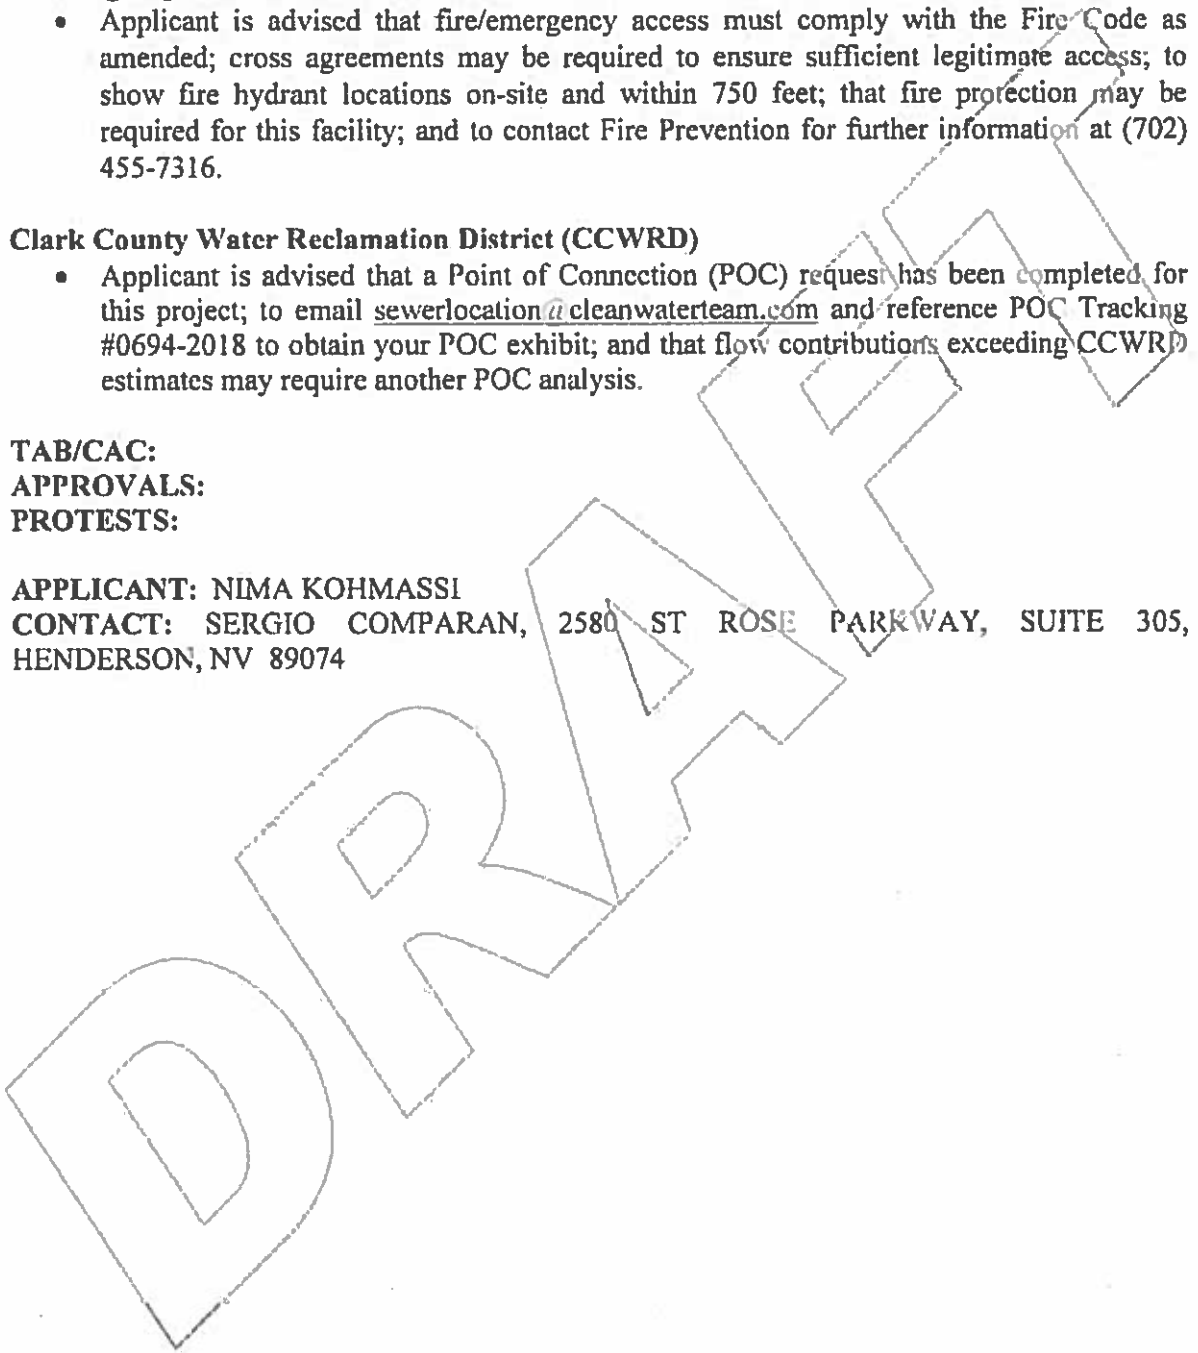 • Applicant is advised that fire/emergency access must comply with the Fire Code as
amended; cross agreements may be required to ensure sufficient legitimate access; to
show fire hydrant locations on-site and within 750 feet; that fire protection may be
required for this facility; and to contact Fire Prevention for further information at (702)
455-7316.
Clark County Water Reclamation District (CCWRD)
• Applicant is advised that a Point of Connection (POC) request has been completed for
this project; to email sewerlocation@cleanwaterteam.com and reference POC Tracking
#0694-2018 to obtain your POC exhibit; and that flow contributions exceeding CCWRD
estimates may require another POC analysis.
TAB/CAC:
APPROVALS:
PROTESTS:
APPLICANT: NIMA KOHMASSI
CONTACT: SERGIO COMPARAN, 2580 ST ROSE PARKWAY, SUITE 305,
HENDERSON, NV 89074
DRAFT